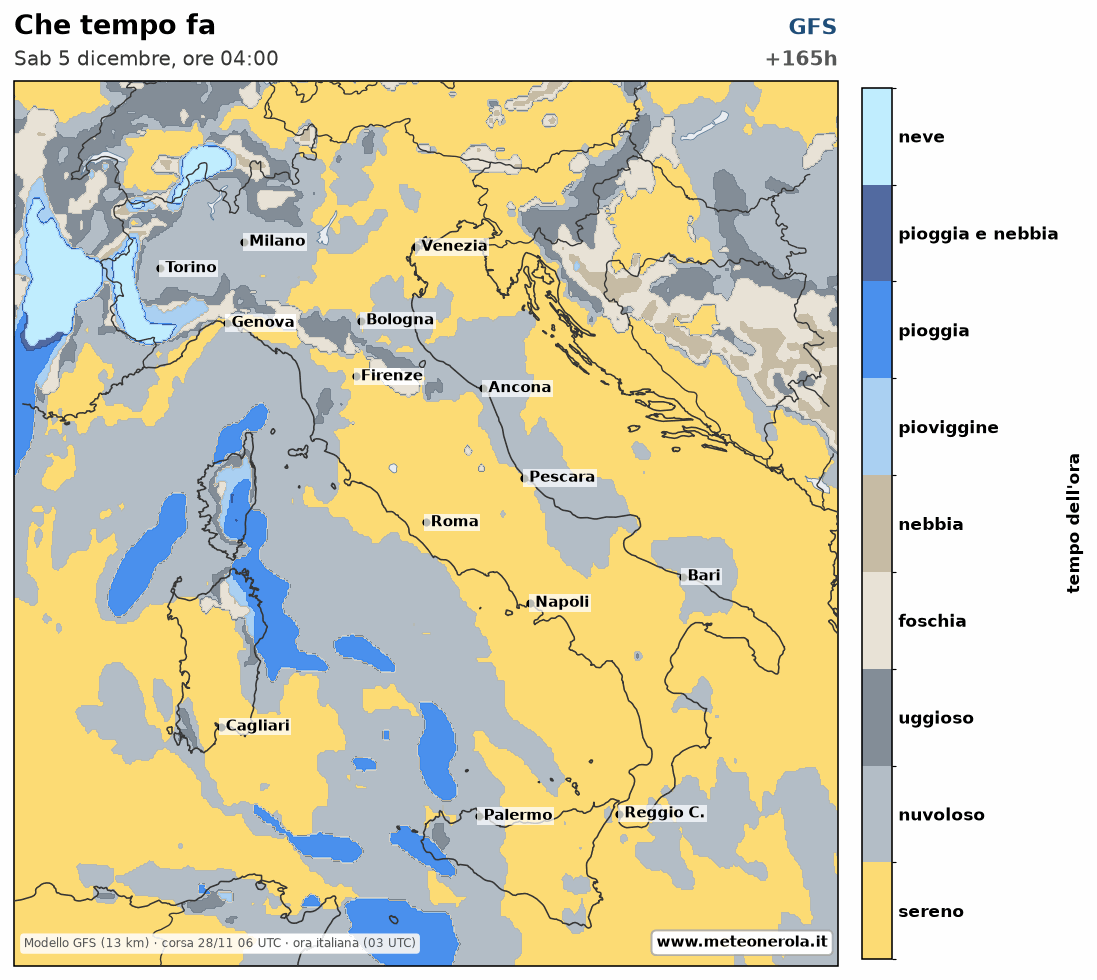 Che tempo fa
GFS
Sab 5 dicembre, ore 04:00
+165h
neve
pioggia e nebbia
pioggia
pioviggine
nebbia
foschia
uggioso
nuvoloso
sereno
tempo dell'ora
Milano
Venezia
Torino
Genova
Bologna
Firenze
Ancona
Pescara
Roma
Bari
Napoli
Cagliari
Palermo
Reggio C.
Modello GFS (13 km) · corsa 28/11 06 UTC · ora italiana (03 UTC)
www.meteonerola.it